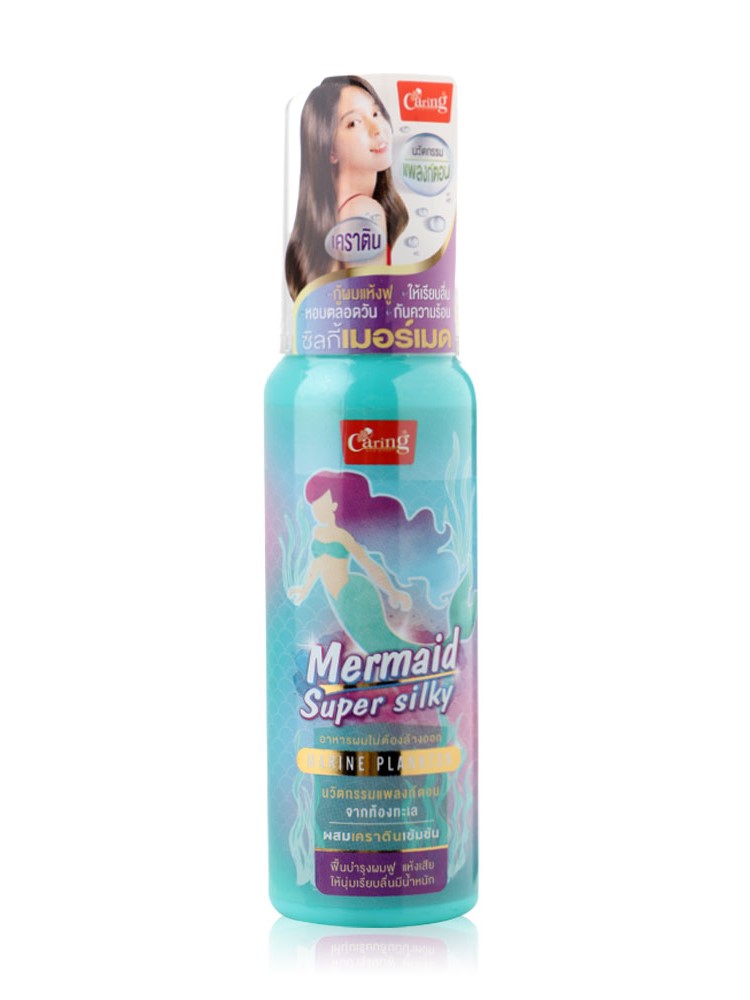 Caring
นวัตกรรม
แพลงก์ตอน
เคราติน
•กู้ผมแห้งฟู •ให้เรียบลื่น
•หอมตลอดวัน •กันความร้อน
ซิลกี้เมอร์เมด
Caring
Mermaid
Super silky
อาหารผมไม่ต้องล้างออก
MARINE PLANKTON
นวัตกรรมแพลงก์ตอน
จากท้องทะเล
ผสมเคราตินเข้มข้น
ฟื้นบำรุงผมฟู แห้งเสีย
ให้นุ่มเรียบลื่นมีน้ำหนัก